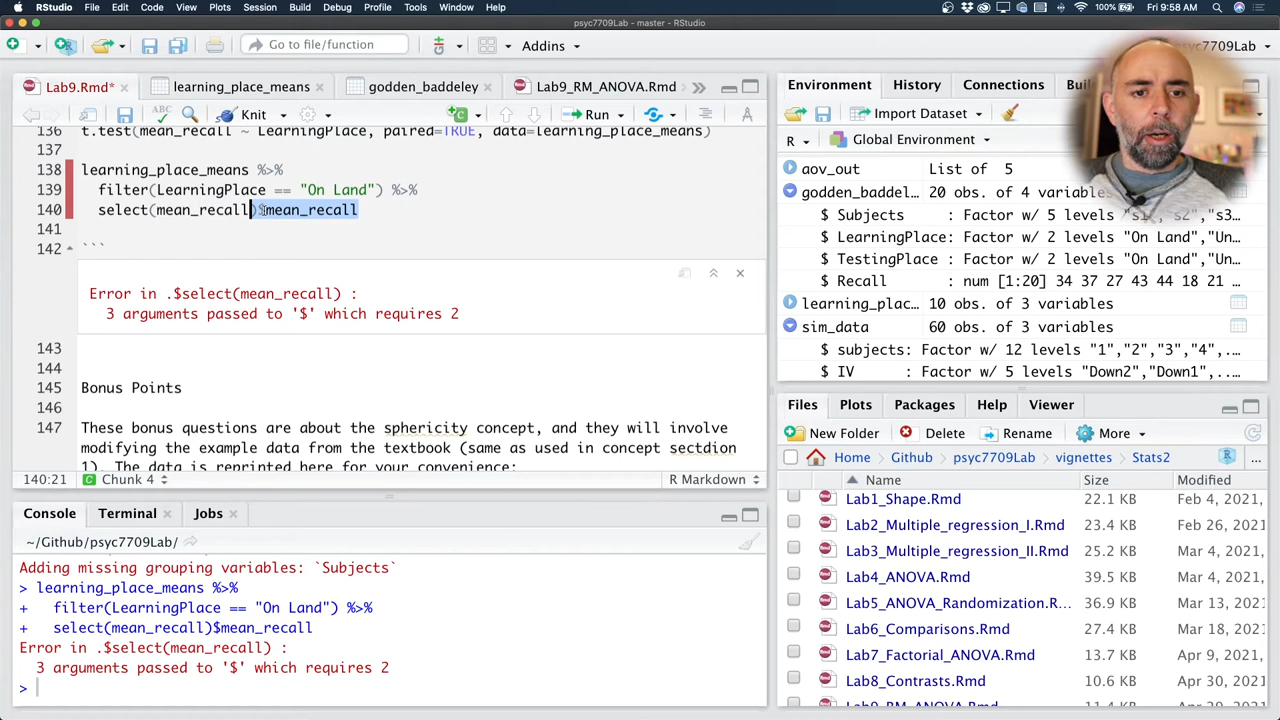 RStudio File Edit Code View Plots Session Build Debug Profile Tools Window Help 100% Fri 9:58 AM
psyc7709Lab - master - RStudio
Go to file/function Addins psyc7709Lab
Lab9.Rmd* learning_place_means godden_baddeley Lab9_RM_ANOVA.Rmd
Knit Run
136 t.test(mean_recall ~ LearningPlace, paired=TRUE, data=learning_place_means)
137
138 learning_place_means %>%
139 filter(LearningPlace == "On Land") %>%
140 select(mean_recall)$mean_recall
141
142 ```
Error in .$select(mean_recall) :
3 arguments passed to '$' which requires 2
143
144
145 Bonus Points
146
147 These bonus questions are about the sphericity concept, and they will involve
modifying the example data from the textbook (same as used in concept sectdion
1). The data is reprinted here for your convenience:
140:21 Chunk 4 R Markdown
Console Terminal Jobs
~/Github/psyc7709Lab/
Adding missing grouping variables: `Subjects`
> learning_place_means %>%
+ filter(LearningPlace == "On Land") %>%
+ select(mean_recall)$mean_recall
Error in .$select(mean_recall) :
3 arguments passed to '$' which requires 2
>
Environment History Connections Bui
Import Dataset
R Global Environment
aov_out List of 5
godden_baddel… 20 obs. of 4 variables
$ Subjects : Factor w/ 5 levels "s1", "s2","s3…
$ LearningPlace: Factor w/ 2 levels "On Land","Un…
$ TestingPlace : Factor w/ 2 levels "On Land","Un…
$ Recall : num [1:20] 34 37 27 43 44 18 21 …
learning_plac… 10 obs. of 3 variables
sim_data 60 obs. of 3 variables
$ subjects: Factor w/ 12 levels "1","2","3","4",…
$ IV : Factor w/ 5 levels "Down2","Down1",..…
Files Plots Packages Help Viewer
New Folder Delete Rename More
Home Github psyc7709Lab vignettes Stats2 ...
Name Size Modified
Lab1_Shape.Rmd 22.1 KB Feb 4, 2021
Lab2_Multiple_regression_I.Rmd 23.4 KB Feb 26, 2021
Lab3_Multiple_regression_II.Rmd 25.2 KB Mar 4, 2021
Lab4_ANOVA.Rmd 39.5 KB Mar 4, 2021
Lab5_ANOVA_Randomization.R… 36.9 KB Mar 13, 2021
Lab6_Comparisons.Rmd 27.4 KB Mar 18, 2021
Lab7_Factorial_ANOVA.Rmd 13.7 KB Apr 9, 2021
Lab8_Contrasts.Rmd 10.6 KB Apr 30, 2021